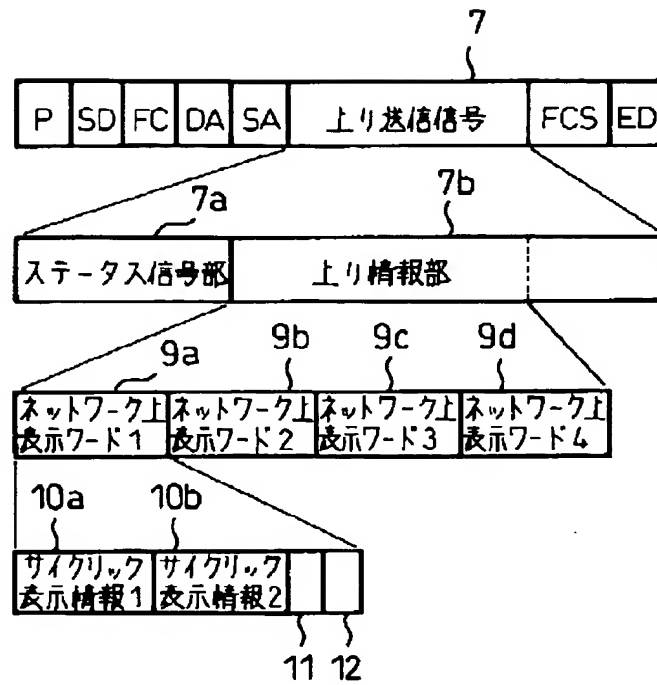 7
P SD FC DA SA 上り送信信号 FCS ED
7a 7b
ステータス信号部 上り情報部
9a 9b 9c 9d
ネットワーク上 ネットワーク上 ネットワーク上 ネットワーク上
表示ワード1 表示ワード2 表示ワード3 表示ワード4
10a 10b
サイクリック サイクリック
表示情報1 表示情報2
11 12